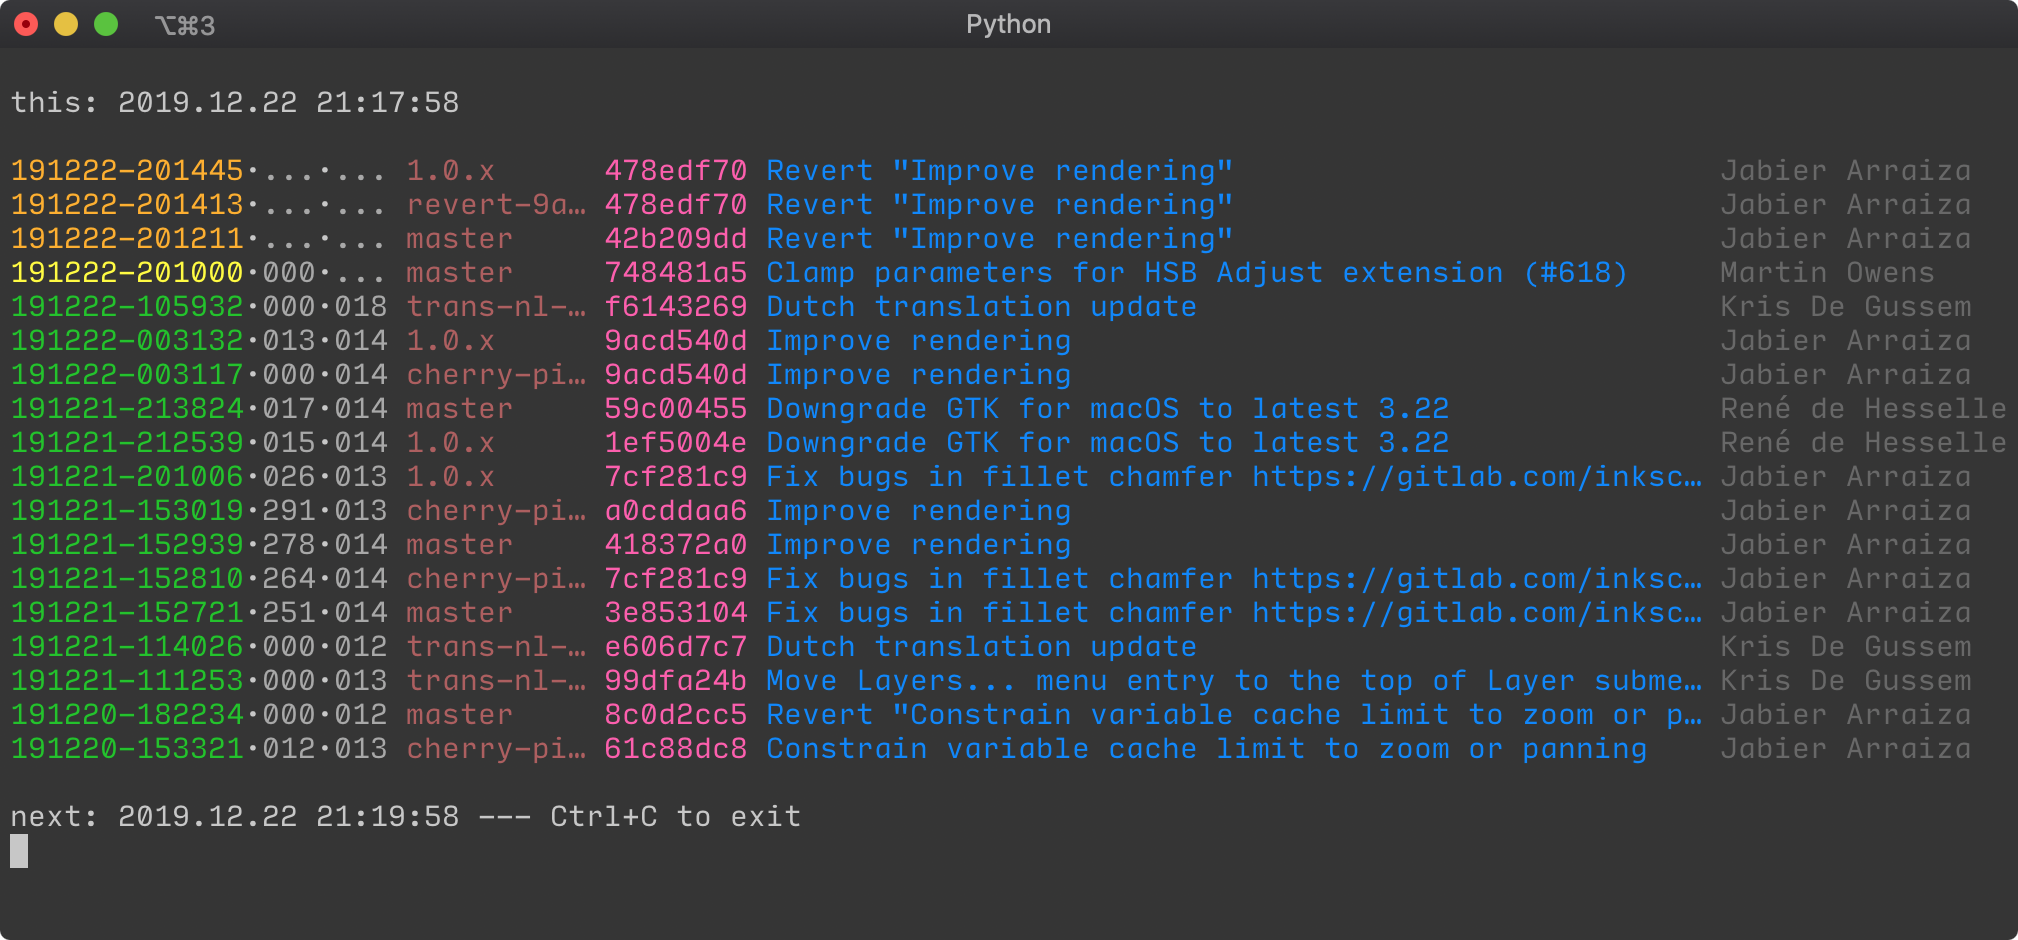 ⌥⌘3 Python
this: 2019.12.22 21:17:58
191222-201445·...·... 1.0.x 478edf70 Revert "Improve rendering" Jabier Arraiza
191222-201413·...·... revert-9a… 478edf70 Revert "Improve rendering" Jabier Arraiza
191222-201211·...·... master 42b209dd Revert "Improve rendering" Jabier Arraiza
191222-201000·000·... master 748481a5 Clamp parameters for HSB Adjust extension (#618) Martin Owens
191222-105932·000·018 trans-nl-… f6143269 Dutch translation update Kris De Gussem
191222-003132·013·014 1.0.x 9acd540d Improve rendering Jabier Arraiza
191222-003117·000·014 cherry-pi… 9acd540d Improve rendering Jabier Arraiza
191221-213824·017·014 master 59c00455 Downgrade GTK for macOS to latest 3.22 René de Hesselle
191221-212539·015·014 1.0.x 1ef5004e Downgrade GTK for macOS to latest 3.22 René de Hesselle
191221-201006·026·013 1.0.x 7cf281c9 Fix bugs in fillet chamfer https://gitlab.com/inksc… Jabier Arraiza
191221-153019·291·013 cherry-pi… a0cddaa6 Improve rendering Jabier Arraiza
191221-152939·278·014 master 418372a0 Improve rendering Jabier Arraiza
191221-152810·264·014 cherry-pi… 7cf281c9 Fix bugs in fillet chamfer https://gitlab.com/inksc… Jabier Arraiza
191221-152721·251·014 master 3e853104 Fix bugs in fillet chamfer https://gitlab.com/inksc… Jabier Arraiza
191221-114026·000·012 trans-nl-… e606d7c7 Dutch translation update Kris De Gussem
191221-111253·000·013 trans-nl-… 99dfa24b Move Layers... menu entry to the top of Layer subme… Kris De Gussem
191220-182234·000·012 master 8c0d2cc5 Revert "Constrain variable cache limit to zoom or p… Jabier Arraiza
191220-153321·012·013 cherry-pi… 61c88dc8 Constrain variable cache limit to zoom or panning Jabier Arraiza
next: 2019.12.22 21:19:58 --- Ctrl+C to exit